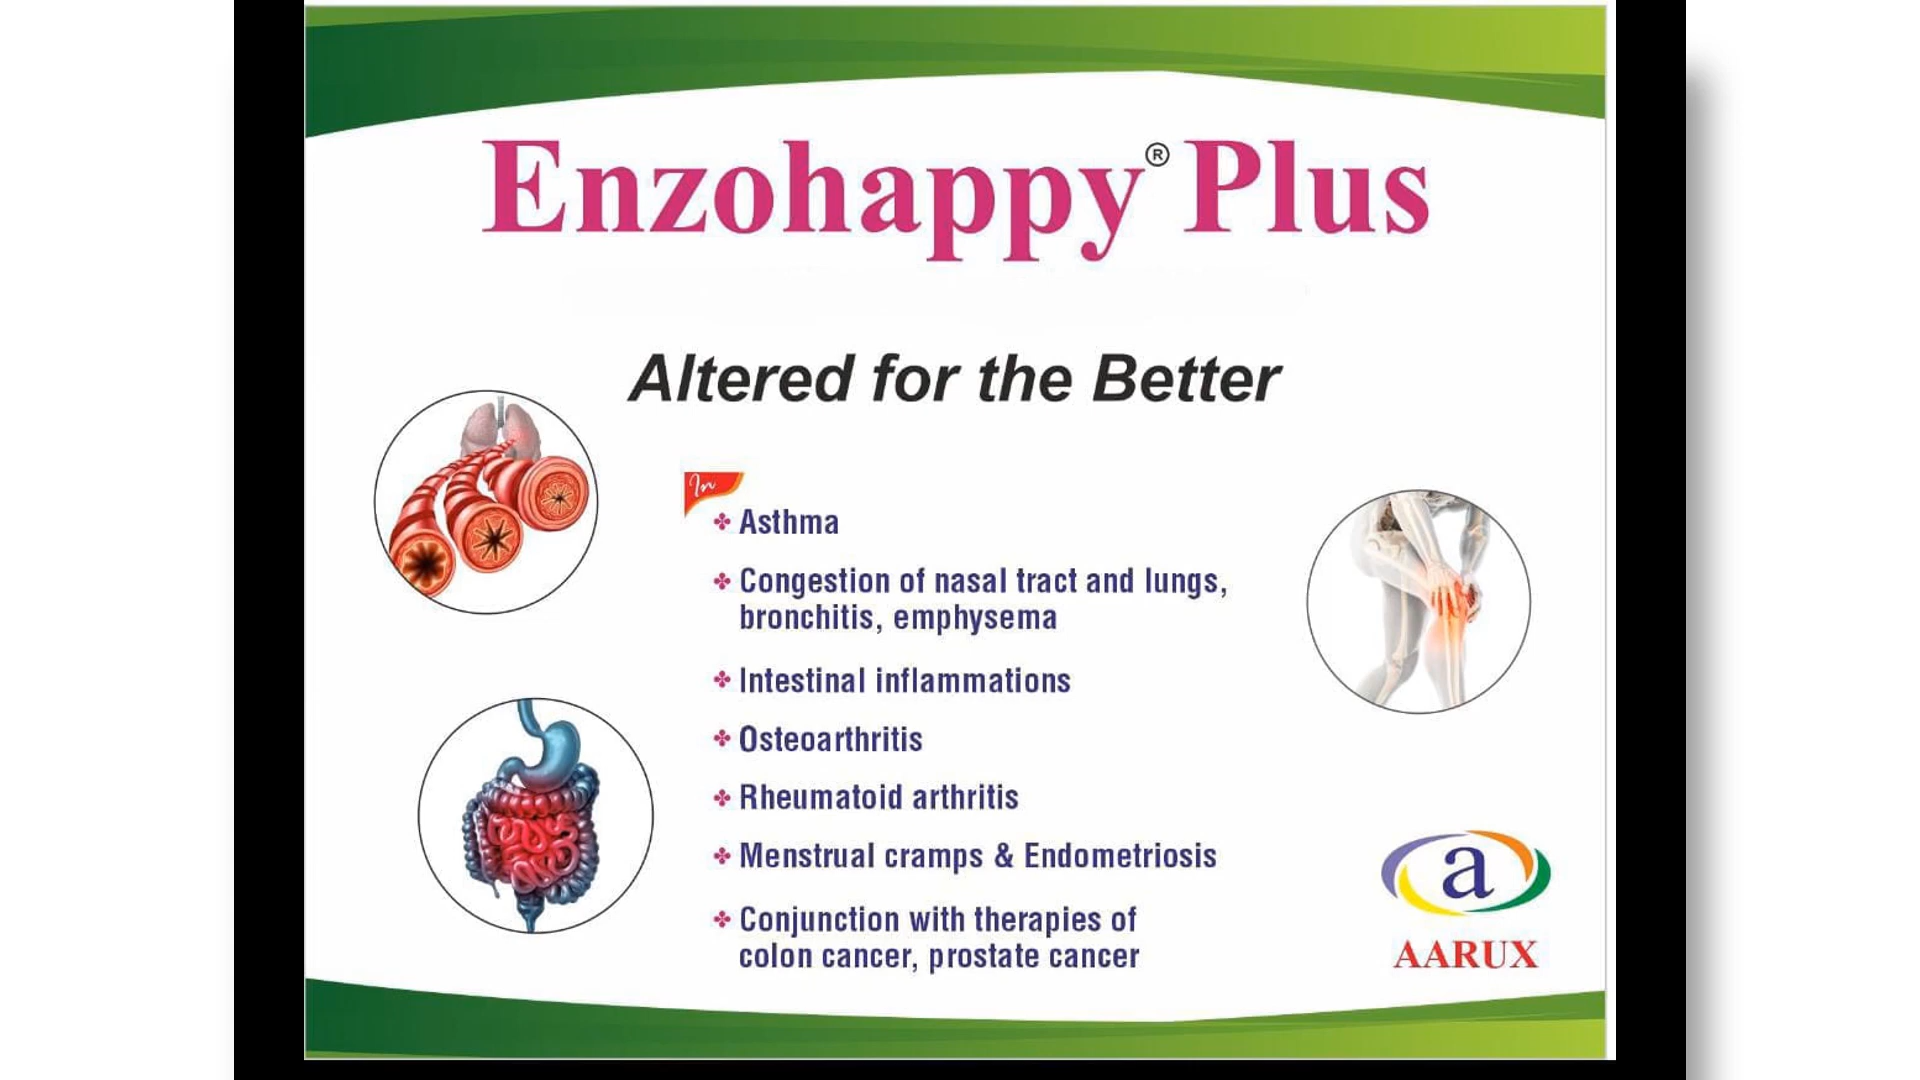 Enzohappy® Plus
Altered for the Better
In
Asthma
Congestion of nasal tract and lungs,
bronchitis, emphysema
Intestinal inflammations
Osteoarthritis
Rheumatoid arthritis
Menstrual cramps & Endometriosis
Conjunction with therapies of
colon cancer, prostate cancer
a
AARUX